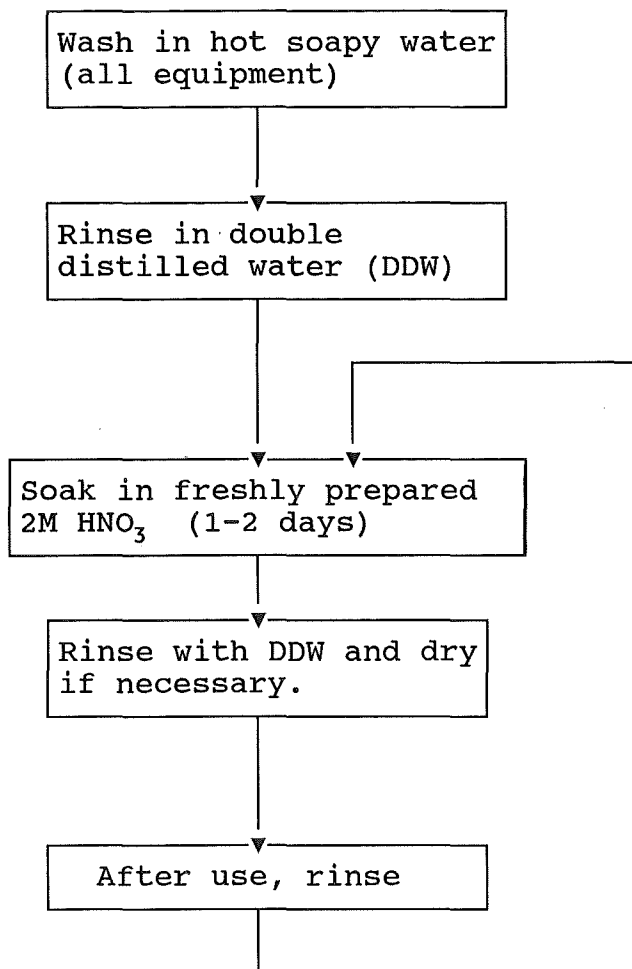 Wash in hot soapy water
(all equipment)
Rinse in double
distilled water (DDW)
Soak in freshly prepared
2M HNO₃ (1-2 days)
Rinse with DDW and dry
if necessary.
After use, rinse